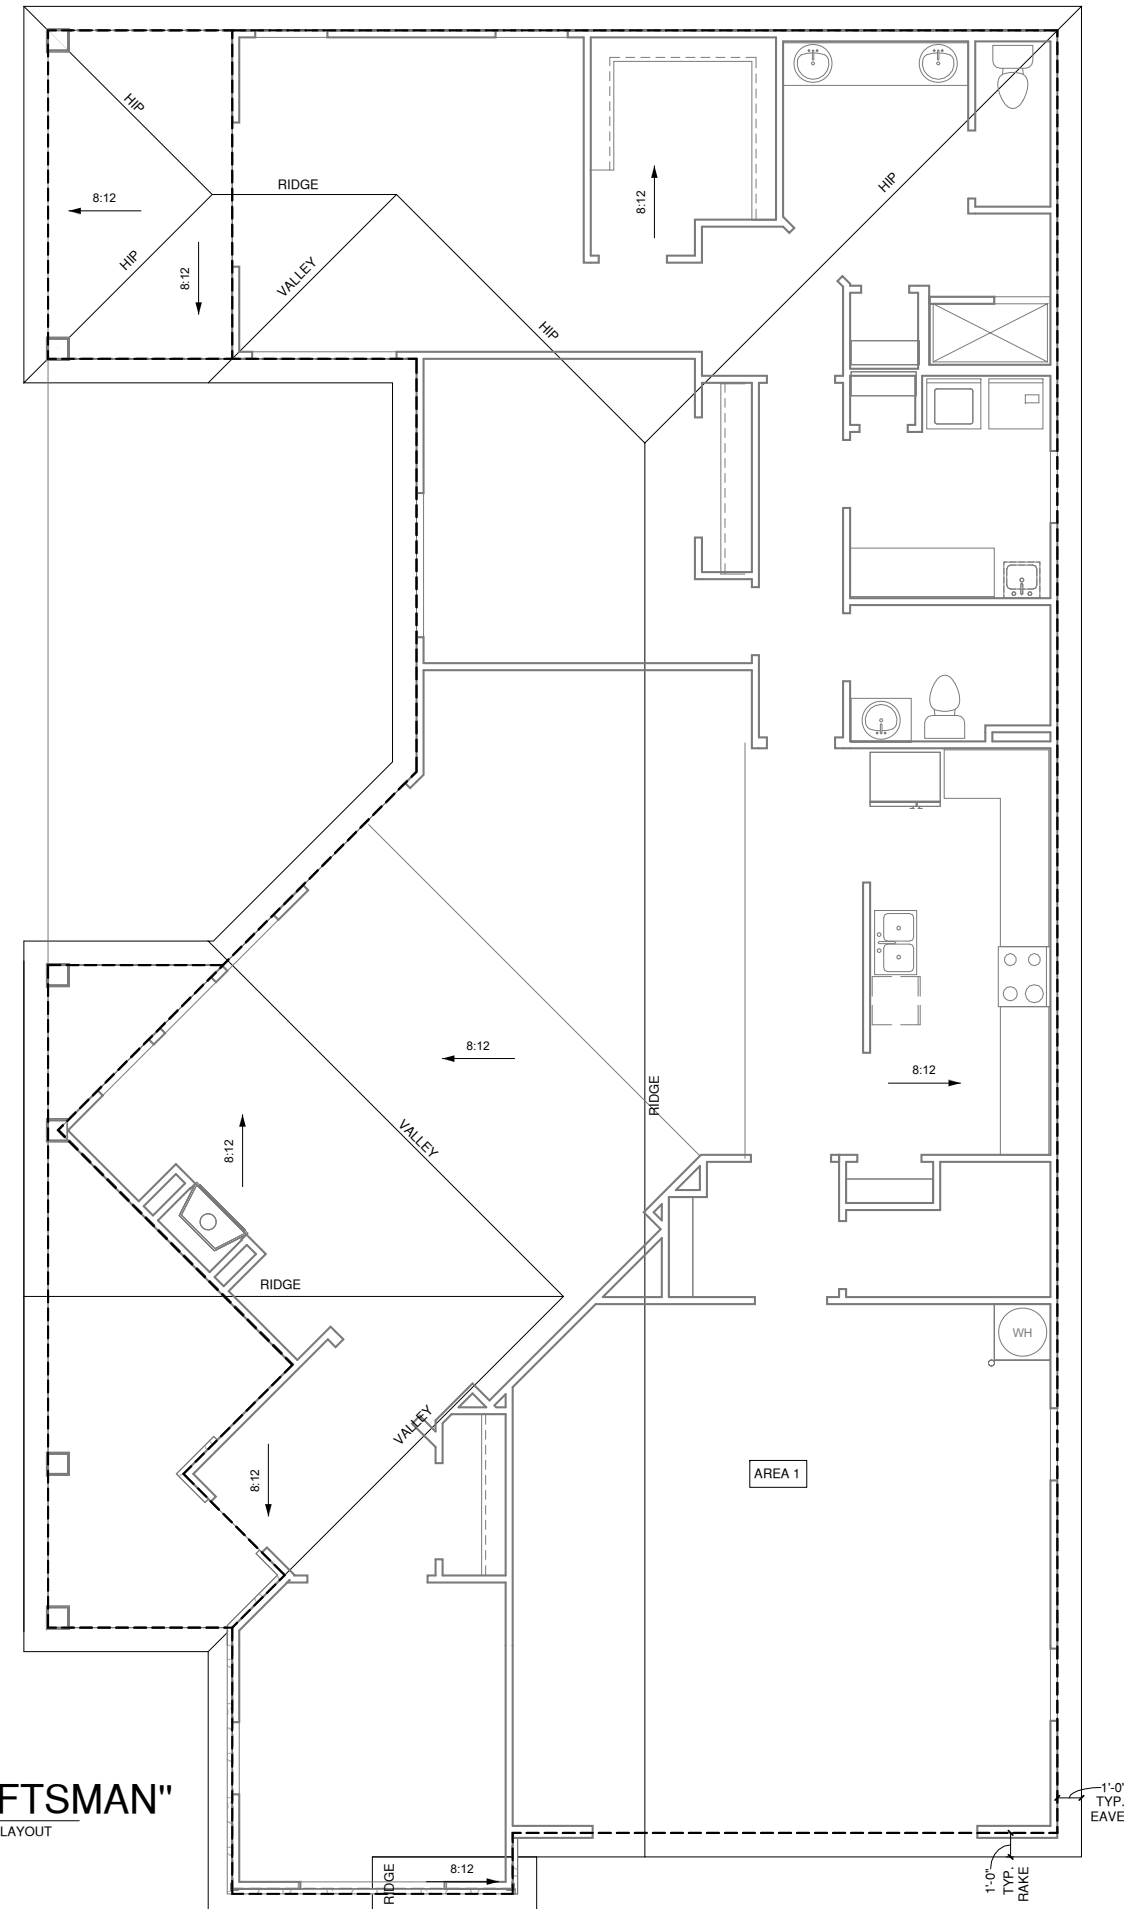 HIP
RIDGE
8:12
HIP
8:12
HIP
8:12
VALLEY
HIP
8:12
8:12
RIDGE
VALLEY
8:12
RIDGE
WH
VALLEY
AREA 1
8:12
FTSMAN"
LAYOUT
1'-0"
TYP.
EAVE
RIDGE
8:12
1'-0"
TYP.
RAKE